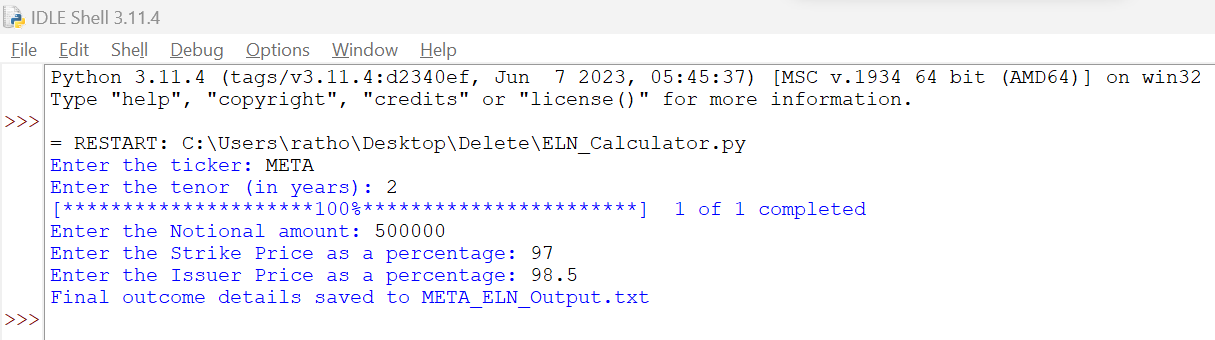 IDLE Shell 3.11.4
File Edit Shell Debug Options Window Help
Python 3.11.4 (tags/v3.11.4:d2340ef, Jun  7 2023, 05:45:37) [MSC v.1934 64 bit (AMD64)] on win32
Type "help", "copyright", "credits" or "license()" for more information.
>>>
= RESTART: C:\Users\ratho\Desktop\Delete\ELN_Calculator.py
Enter the ticker: META
Enter the tenor (in years): 2
[*********************100%***********************]  1 of 1 completed
Enter the Notional amount: 500000
Enter the Strike Price as a percentage: 97
Enter the Issuer Price as a percentage: 98.5
Final outcome details saved to META_ELN_Output.txt
>>>